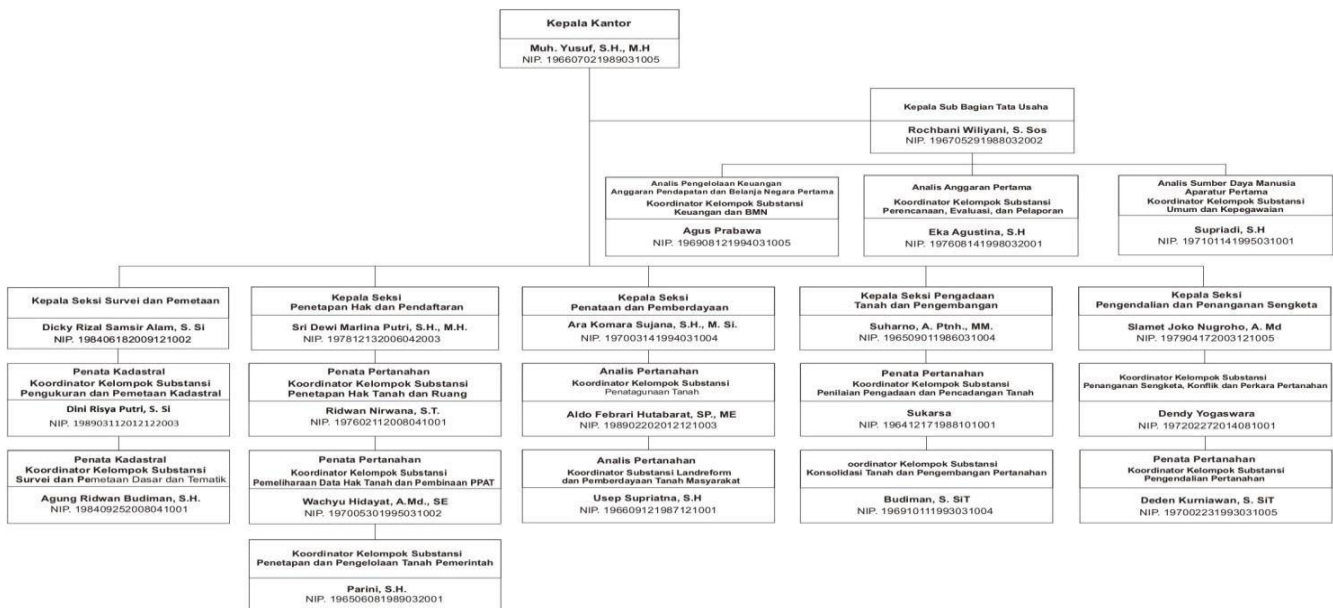 Kepala Kantor
Muh. Yusuf, S.H., M.H
NIP. 196607021989031005
Kepala Sub Bagian Tata Usaha
Rochbani Wiliyani, S. Sos
NIP. 196705291988032002
Analis Pengelolaan Keuangan
Anggaran Pendapatan dan Belanja Negara Pertama
Koordinator Kelompok Substansi
Keuangan dan BMN
Agus Prabawa
NIP. 196908121994031005
Analis Anggaran Pertama
Koordinator Kelompok Substansi
Perencanaan, Evaluasi, dan Pelaporan
Eka Agustina, S.H
NIP. 197608141998032001
Analis Sumber Daya Manusia
Aparatur Pertama
Koordinator Kelompok Substansi
Umum dan Kepegawaian
Supriadi, S.H
NIP. 197101141995031001
Kepala Seksi Survei dan Pemetaan
Dicky Rizal Samsir Alam, S. Si
NIP. 198406182009121002
Kepala Seksi
Penetapan Hak dan Pendaftaran
Sri Dewi Marlina Putri, S.H., M.H.
NIP. 197812132006042003
Kepala Seksi
Penataan dan Pemberdayaan
Ara Komara Sujana, S.H., M. Si.
NIP. 197003141994031004
Kepala Seksi Pengadaan
Tanah dan Pengembangan
Suharno, A. Ptnh., MM.
NIP. 196509011986031004
Kepala Seksi
Pengendalian dan Penanganan Sengketa
Slamet Joko Nugroho, A. Md
NIP. 197904172003121005
Penata Kadastral
Koordinator Kelompok Substansi
Pengukuran dan Pemetaan Kadastral
Dini Risya Putri, S. Si
NIP. 198903112012122003
Penata Pertanahan
Koordinator Kelompok Substansi
Penetapan Hak Tanah dan Ruang
Ridwan Nirwana, S.T.
NIP. 197602112008041001
Analis Pertanahan
Koordinator Kelompok Substansi
Penatagunaan Tanah
Aldo Febrari Hutabarat, SP., ME
NIP. 198902202012121003
Penata Pertanahan
Koordinator Kelompok Substansi
Penilaian Pengadaan dan Pencadangan Tanah
Sukarsa
NIP. 196412171988101001
Koordinator Kelompok Substansi
Penanganan Sengketa, Konflik dan Perkara Pertanahan
Dendy Yogaswara
NIP. 197202272014081001
Penata Kadastral
Koordinator Kelompok Substansi
Survei dan Pemetaan Dasar dan Tematik
Agung Ridwan Budiman, S.H.
NIP. 198409252008041001
Penata Pertanahan
Koordinator Kelompok Substansi
Pemeliharaan Data Hak Tanah dan Pembinaan PPAT
Wachyu Hidayat, A.Md., SE
NIP. 197005301995031002
Analis Pertanahan
Koordinator Substansi Landreform
dan Pemberdayaan Tanah Masyarakat
Usep Supriatna, S.H
NIP. 196609121987121001
oordinator Kelompok Substansi
Konsolidasi Tanah dan Pengembangan Pertanahan
Budiman, S. SiT
NIP. 196910111993031004
Penata Pertanahan
Koordinator Kelompok Substansi
Pengendalian Pertanahan
Deden Kurniawan, S. SiT
NIP. 197002231993031005
Koordinator Kelompok Substansi
Penetapan dan Pengelolaan Tanah Pemerintah
Parini, S.H.
NIP. 196506081989032001